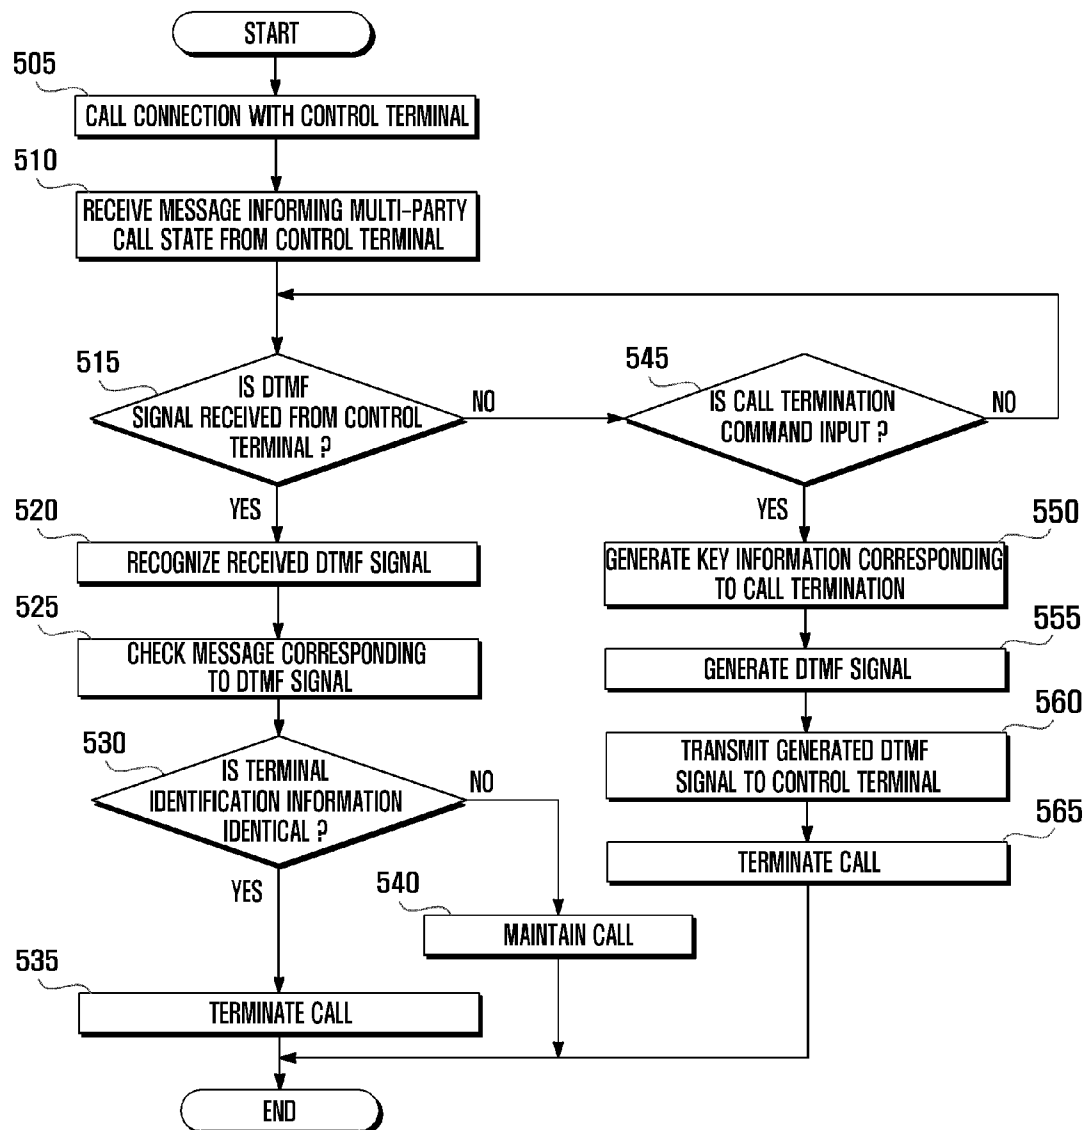 START
505
CALL CONNECTION WITH CONTROL TERMINAL
510
RECEIVE MESSAGE INFORMING MULTI-PARTY
CALL STATE FROM CONTROL TERMINAL
515
IS DTMF
SIGNAL RECEIVED FROM CONTROL
TERMINAL ?
NO
YES
545
IS CALL TERMINATION
COMMAND INPUT ?
NO
YES
520
RECOGNIZE RECEIVED DTMF SIGNAL
550
GENERATE KEY INFORMATION CORRESPONDING
TO CALL TERMINATION
525
CHECK MESSAGE CORRESPONDING
TO DTMF SIGNAL
555
GENERATE DTMF SIGNAL
530
IS TERMINAL
IDENTIFICATION INFORMATION
IDENTICAL ?
NO
YES
560
TRANSMIT GENERATED DTMF
SIGNAL TO CONTROL TERMINAL
565
TERMINATE CALL
540
MAINTAIN CALL
535
TERMINATE CALL
END